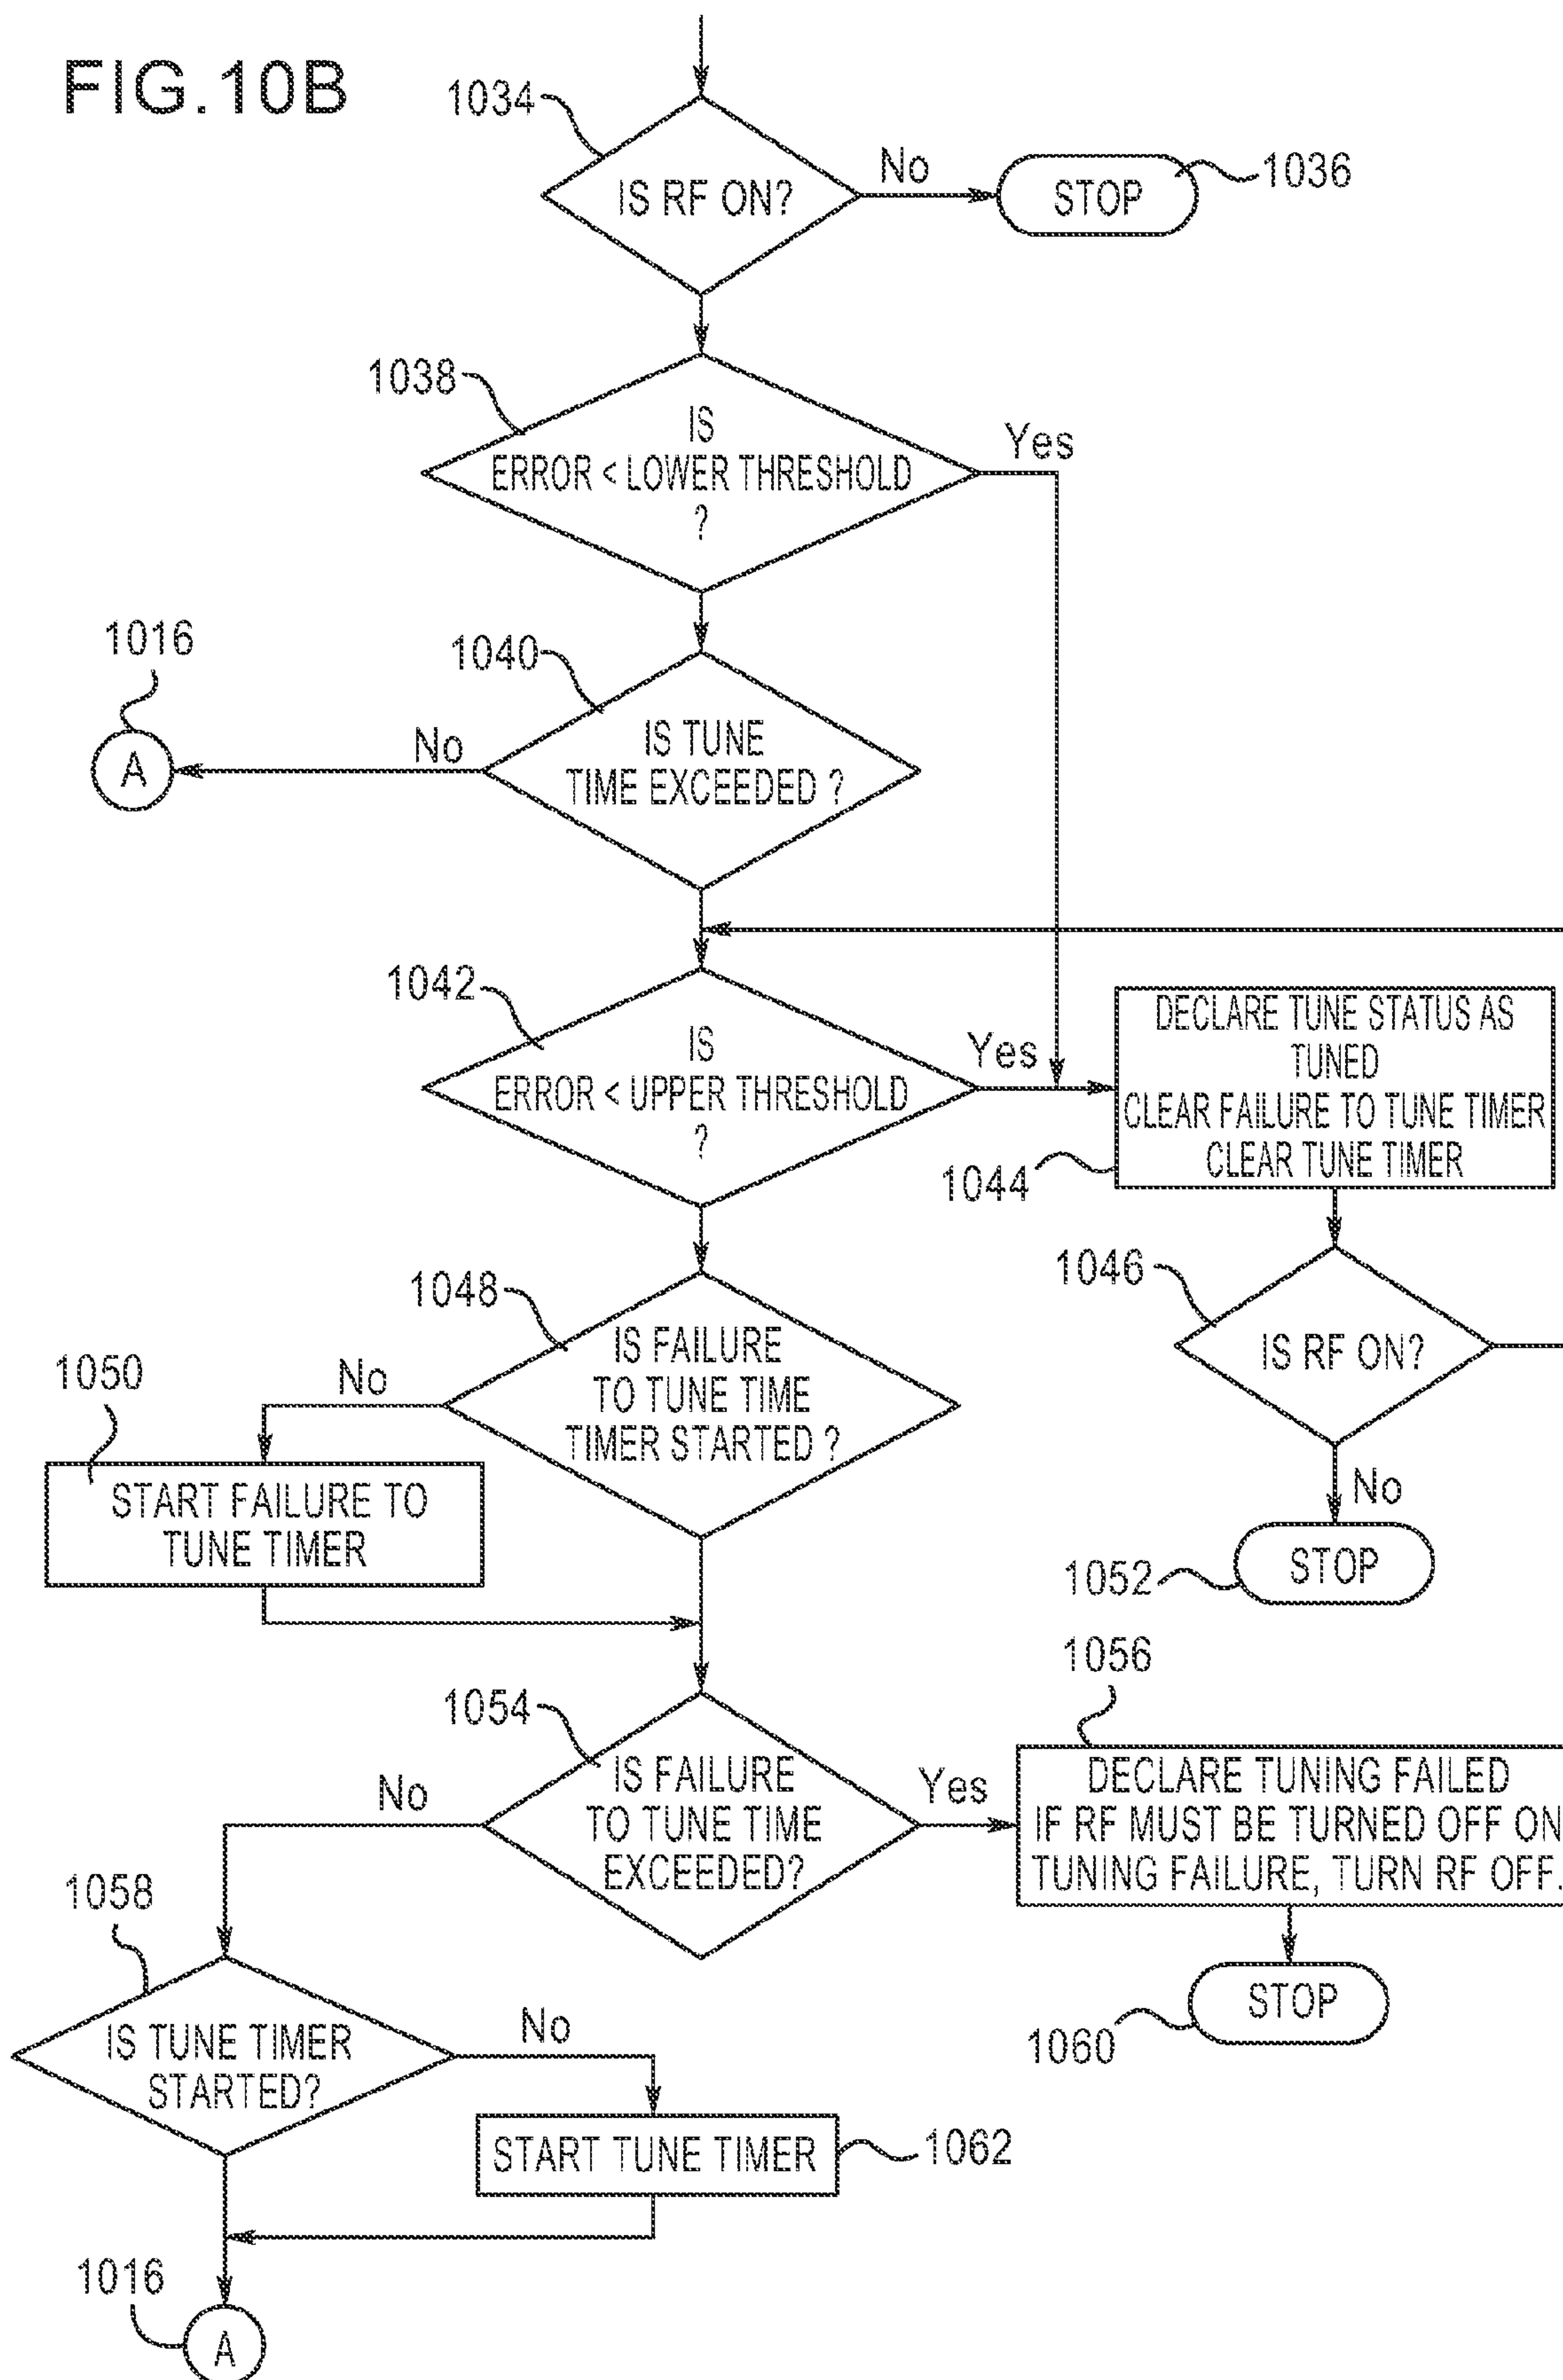 FIG.10B
1034
IS RF ON?
No
STOP
1036
1038
IS
ERROR < LOWER THRESHOLD
?
Yes
1016
A
1040
No
IS TUNE
TIME EXCEEDED ?
1042
IS
ERROR < UPPER THRESHOLD
?
Yes
DECLARE TUNE STATUS AS
TUNED
CLEAR FAILURE TO TUNE TIMER
CLEAR TUNE TIMER
1044
1046
IS RF ON?
No
STOP
1052
1048
IS FAILURE
TO TUNE TIME
TIMER STARTED ?
No
1050
START FAILURE TO
TUNE TIMER
1054
IS FAILURE
TO TUNE TIME
EXCEEDED?
No
Yes
1056
DECLARE TUNING FAILED
IF RF MUST BE TURNED OFF ON
TUNING FAILURE, TURN RF OFF.
STOP
1060
1058
IS TUNE TIMER
STARTED?
No
START TUNE TIMER
1062
1016
A